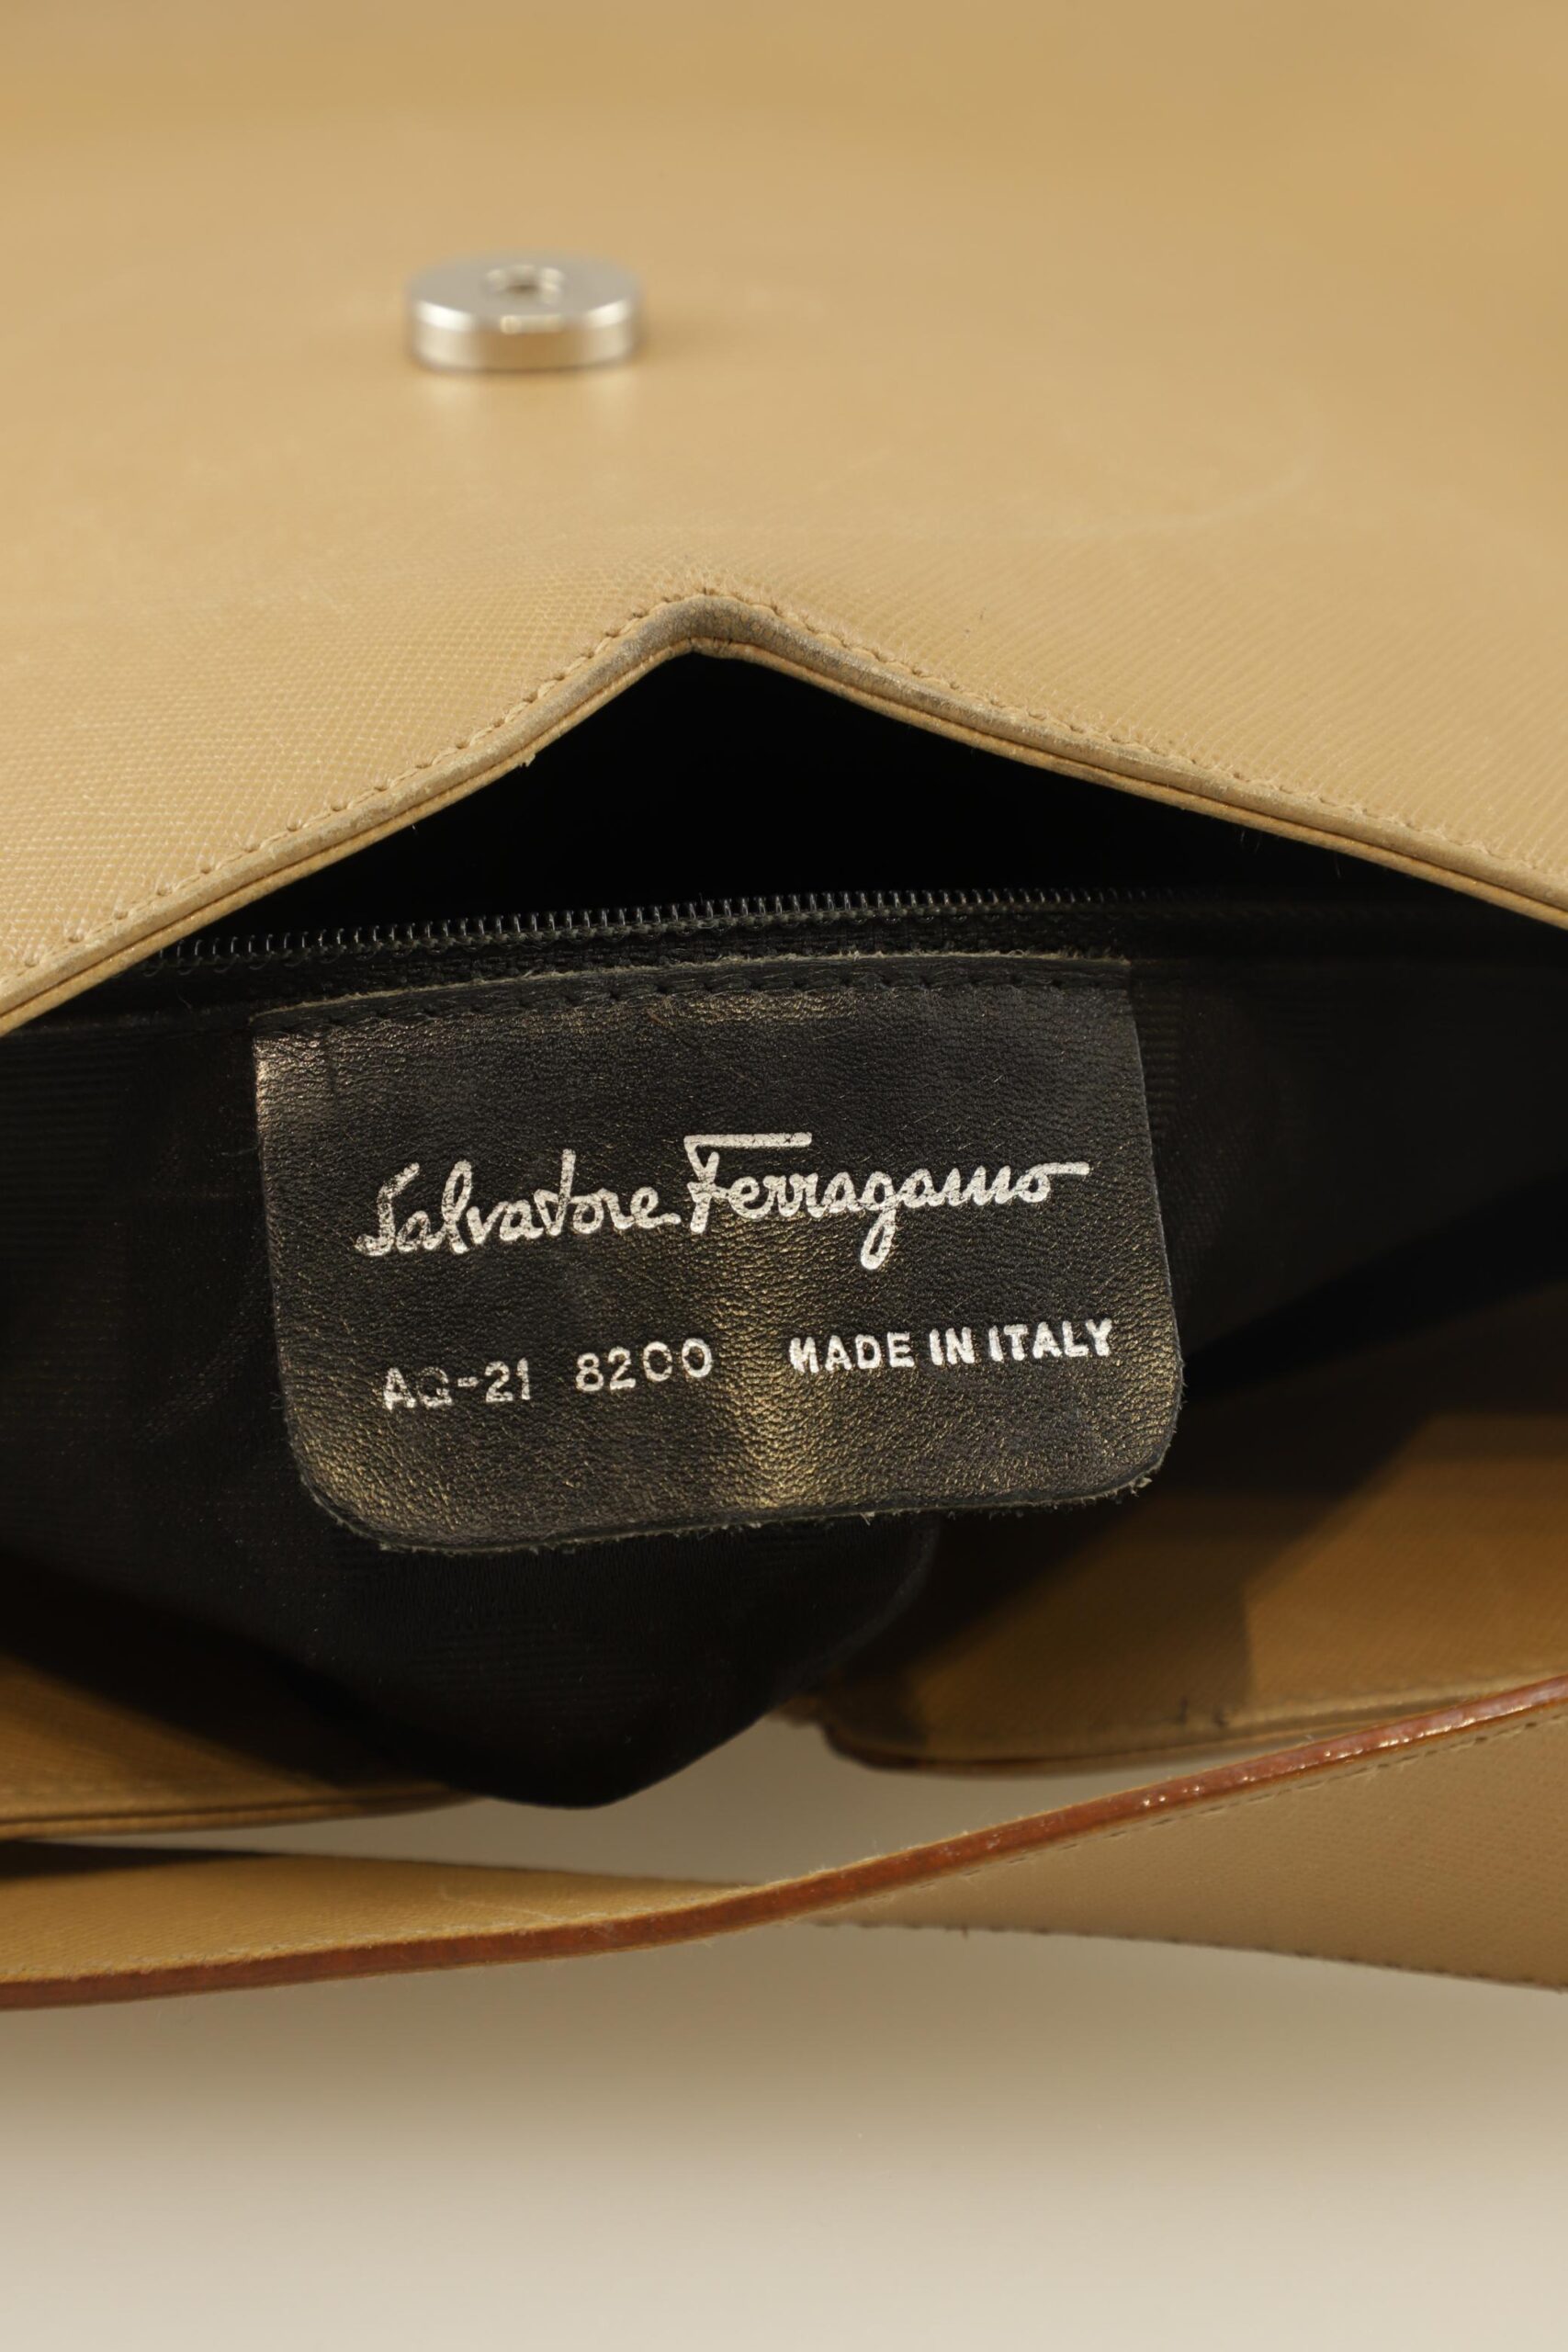 Salvatore Ferragamo
AQ-21 8200 MADE IN ITALY